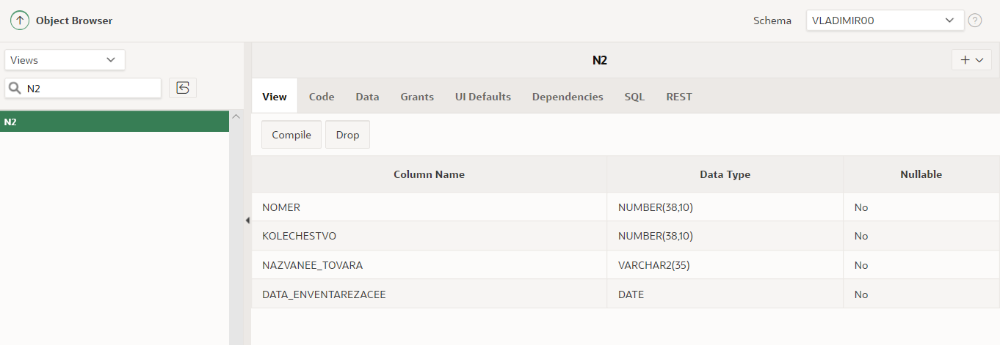 Object Browser
Schema VLADIMIR00 ?
Views
N2
N2
N2
View Code Data Grants UI Defaults Dependencies SQL REST
Compile Drop
Column Name Data Type Nullable
NOMER NUMBER(38,10) No
KOLECHESTVO NUMBER(38,10) No
NAZVANEE_TOVARA VARCHAR2(35) No
DATA_ENVENTAREZACEE DATE No